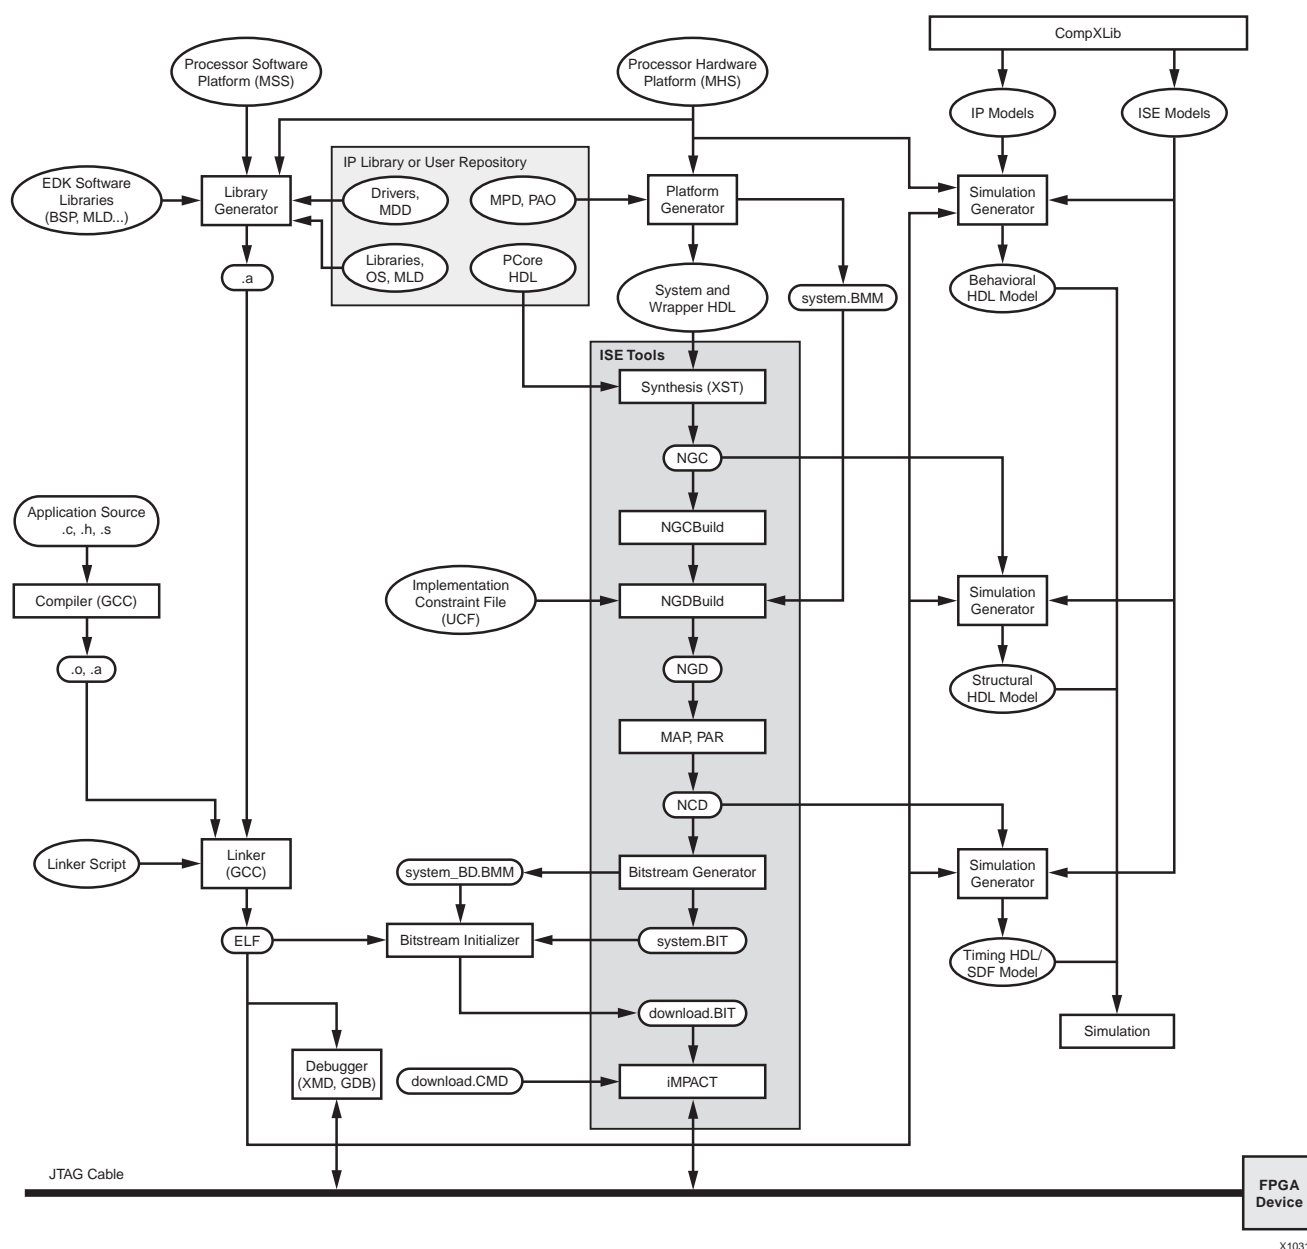 CompXLib
Processor Software
Platform (MSS)
Processor Hardware
Platform (MHS)
IP Models
ISE Models
IP Library or User Repository
EDK Software
Libraries
(BSP, MLD...)
Library
Generator
Drivers,
MDD
MPD, PAO
Platform
Generator
Simulation
Generator
.a
Libraries,
OS, MLD
PCore
HDL
System and
Wrapper HDL
system.BMM
Behavioral
HDL Model
ISE Tools
Synthesis (XST)
NGC
Application Source
.c, .h, .s
NGCBuild
Compiler (GCC)
Implementation
Constraint File
(UCF)
NGDBuild
Simulation
Generator
.o, .a
NGD
Structural
HDL Model
MAP, PAR
NCD
Linker Script
Linker
(GCC)
system_BD.BMM
Bitstream Generator
Simulation
Generator
ELF
Bitstream Initializer
system.BIT
Timing HDL/
SDF Model
download.BIT
Simulation
Debugger
(XMD, GDB)
download.CMD
iMPACT
JTAG Cable
FPGA
Device
X1031